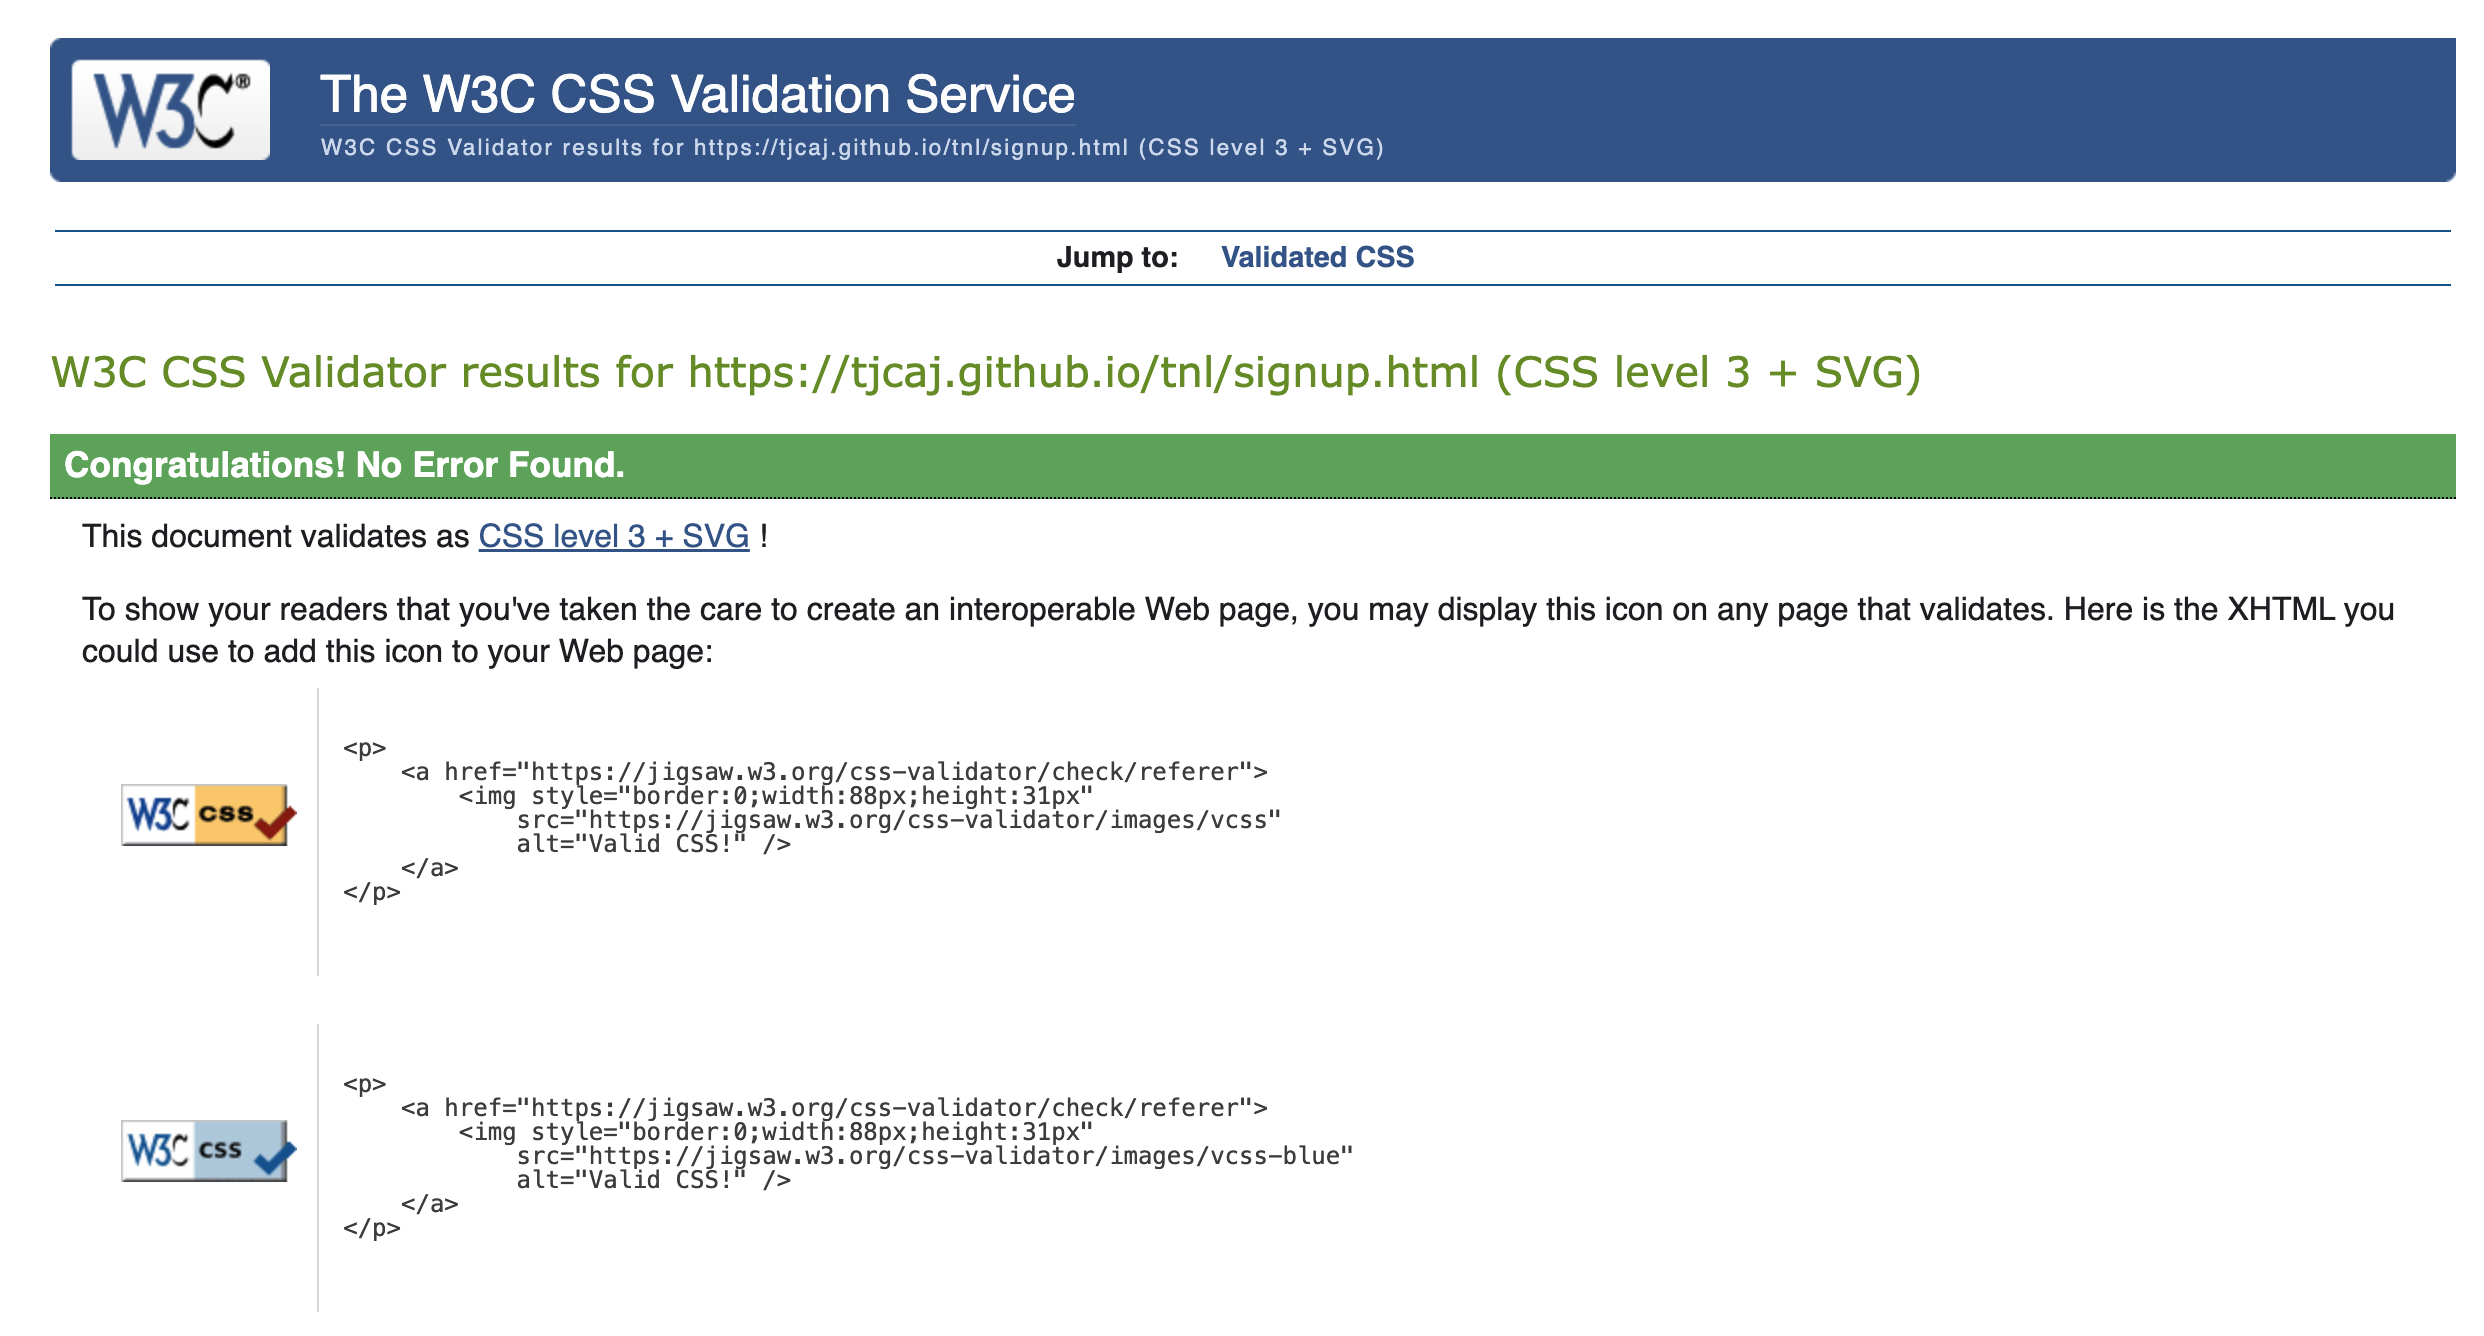 W3C®
The W3C CSS Validation Service
W3C CSS Validator results for https://tjcaj.github.io/tnl/signup.html (CSS level 3 + SVG)
Jump to: Validated CSS
W3C CSS Validator results for https://tjcaj.github.io/tnl/signup.html (CSS level 3 + SVG)
Congratulations! No Error Found.
This document validates as CSS level 3 + SVG !
To show your readers that you've taken the care to create an interoperable Web page, you may display this icon on any page that validates. Here is the XHTML you
could use to add this icon to your Web page:
W3C css
<p>
    <a href="https://jigsaw.w3.org/css-validator/check/referer">
        <img style="border:0;width:88px;height:31px"
            src="https://jigsaw.w3.org/css-validator/images/vcss"
            alt="Valid CSS!" />
    </a>
</p>
W3C css
<p>
    <a href="https://jigsaw.w3.org/css-validator/check/referer">
        <img style="border:0;width:88px;height:31px"
            src="https://jigsaw.w3.org/css-validator/images/vcss-blue"
            alt="Valid CSS!" />
    </a>
</p>